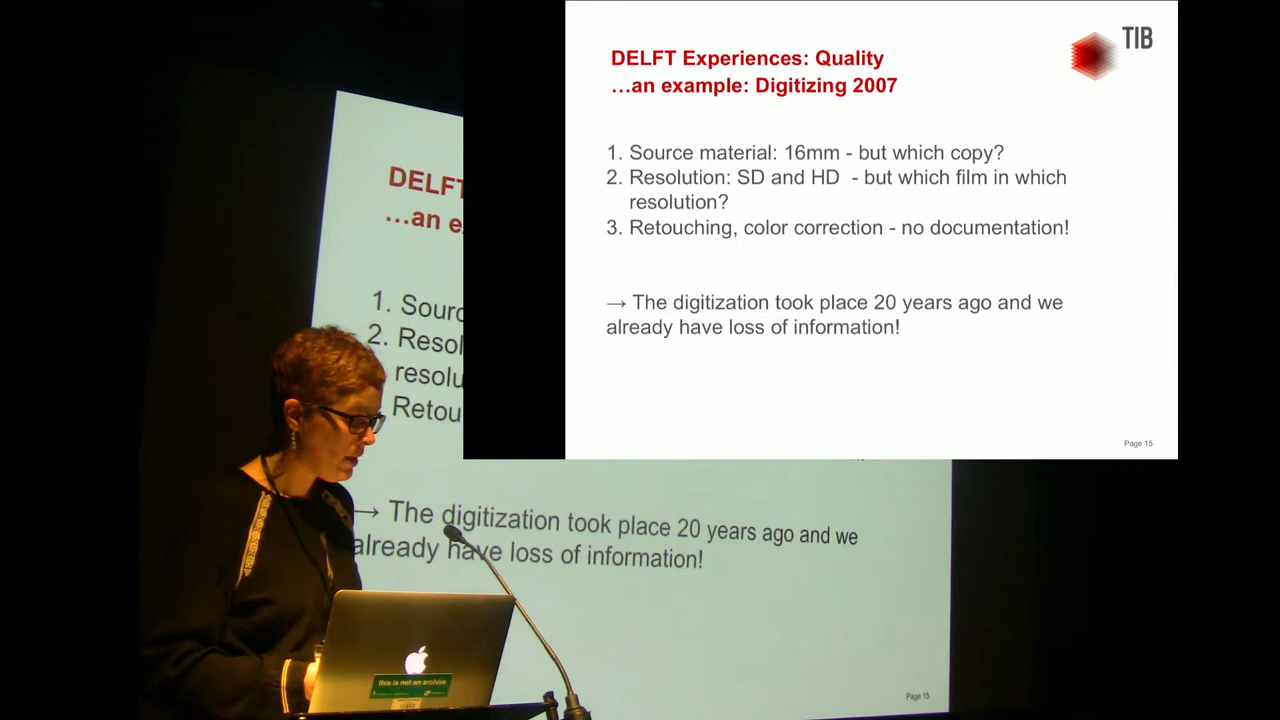 TIB
DELFT Experiences: Quality
…an example: Digitizing 2007
1. Source material: 16mm - but which copy?
2. Resolution: SD and HD - but which film in which
resolution?
3. Retouching, color correction - no documentation!
→ The digitization took place 20 years ago and we
already have loss of information!
Page 15
DELFT
…an e
1. Sourc
2. Resol
resolu
Retou
→ The digitization took place 20 years ago and we
already have loss of information!
Page 15
this is not an archive